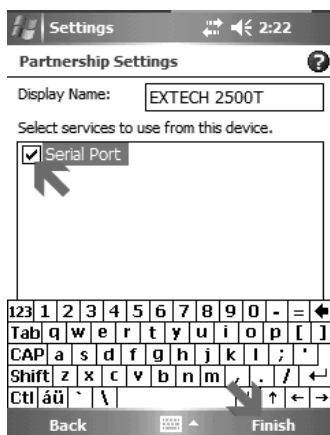 Settings 2:22
Partnership Settings ?
Display Name: EXTECH 2500T
Select services to use from this device.
Serial Port
123 1 2 3 4 5 6 7 8 9 0 - =
Tab q w e r t y u i o p [ ]
CAP a s d f g h j k l ; '
Shift z x c v b n m , . /
Ctl áü ` \
Back Finish